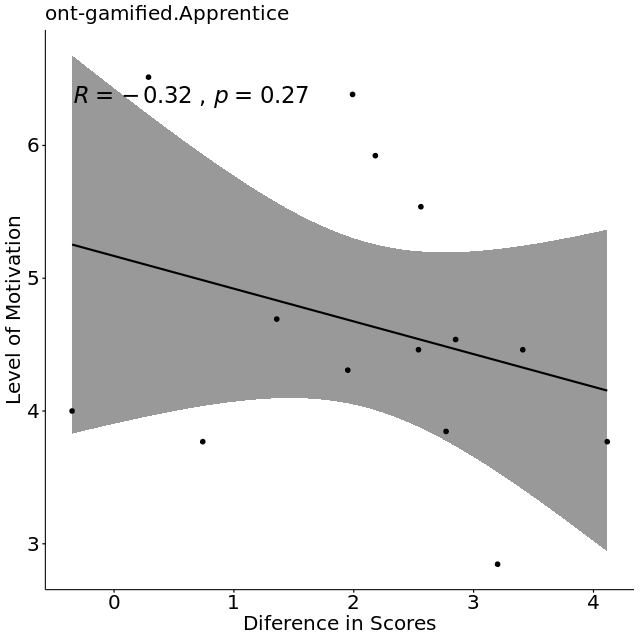 ont-gamified.Apprentice
R = −0.32 , p = 0.27
6
5
4
3
Level of Motivation
0 1 2 3 4
Diference in Scores